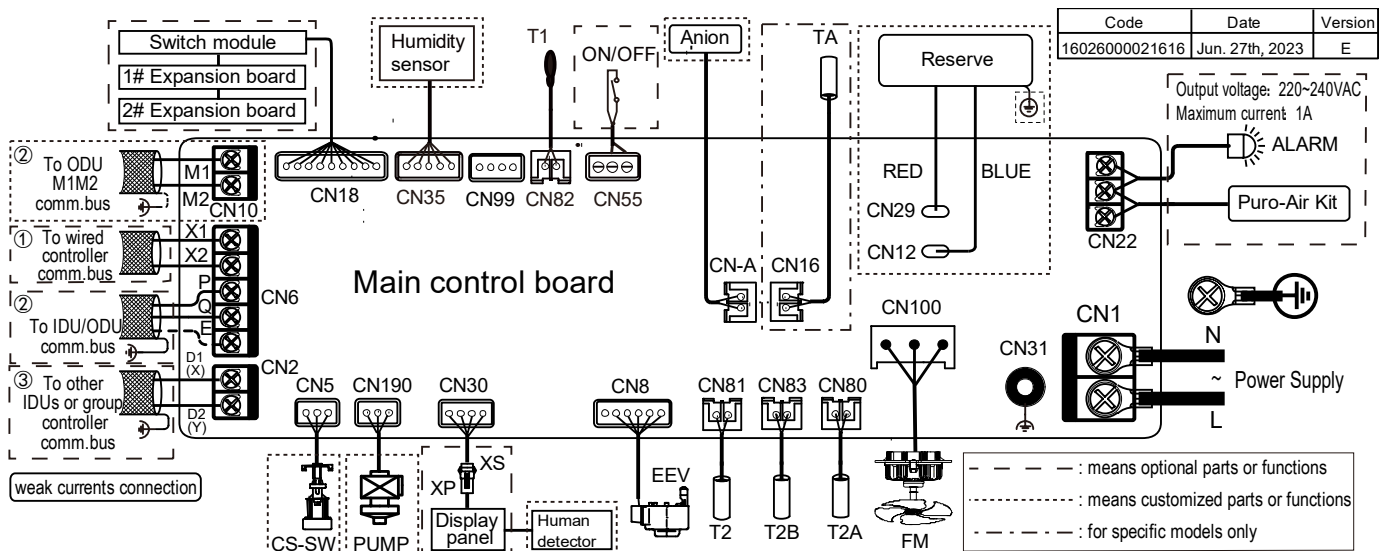 Code Date Version
16026000021616 Jun. 27th, 2023 E
Switch module
1# Expansion board
2# Expansion board
Humidity
sensor
T1
ON/OFF
Anion
TA
Reserve
RED
BLUE
CN29
CN12
Output voltage: 220~240VAC
Maximum current: 1A
ALARM
Puro-Air Kit
CN22
② To ODU
M1M2
comm.bus
M1
M2
CN10
CN18
CN35
CN99
CN82
CN55
① To wired
controller
comm.bus
X1
X2
② To IDU/ODU
comm.bus
P
Q
E
CN6
③ To other
IDUs or group
controller
comm.bus
D1
(X)
D2
(Y)
CN2
Main control board
CN-A
CN16
CN100
CN31
CN1
N
~ Power Supply
L
CN5
CN190
CN30
CN8
CN81
CN83
CN80
weak currents connection
CS-SW
PUMP
XS
XP
Display
panel
Human
detector
EEV
T2
T2B
T2A
FM
: means optional parts or functions
: means customized parts or functions
: for specific models only